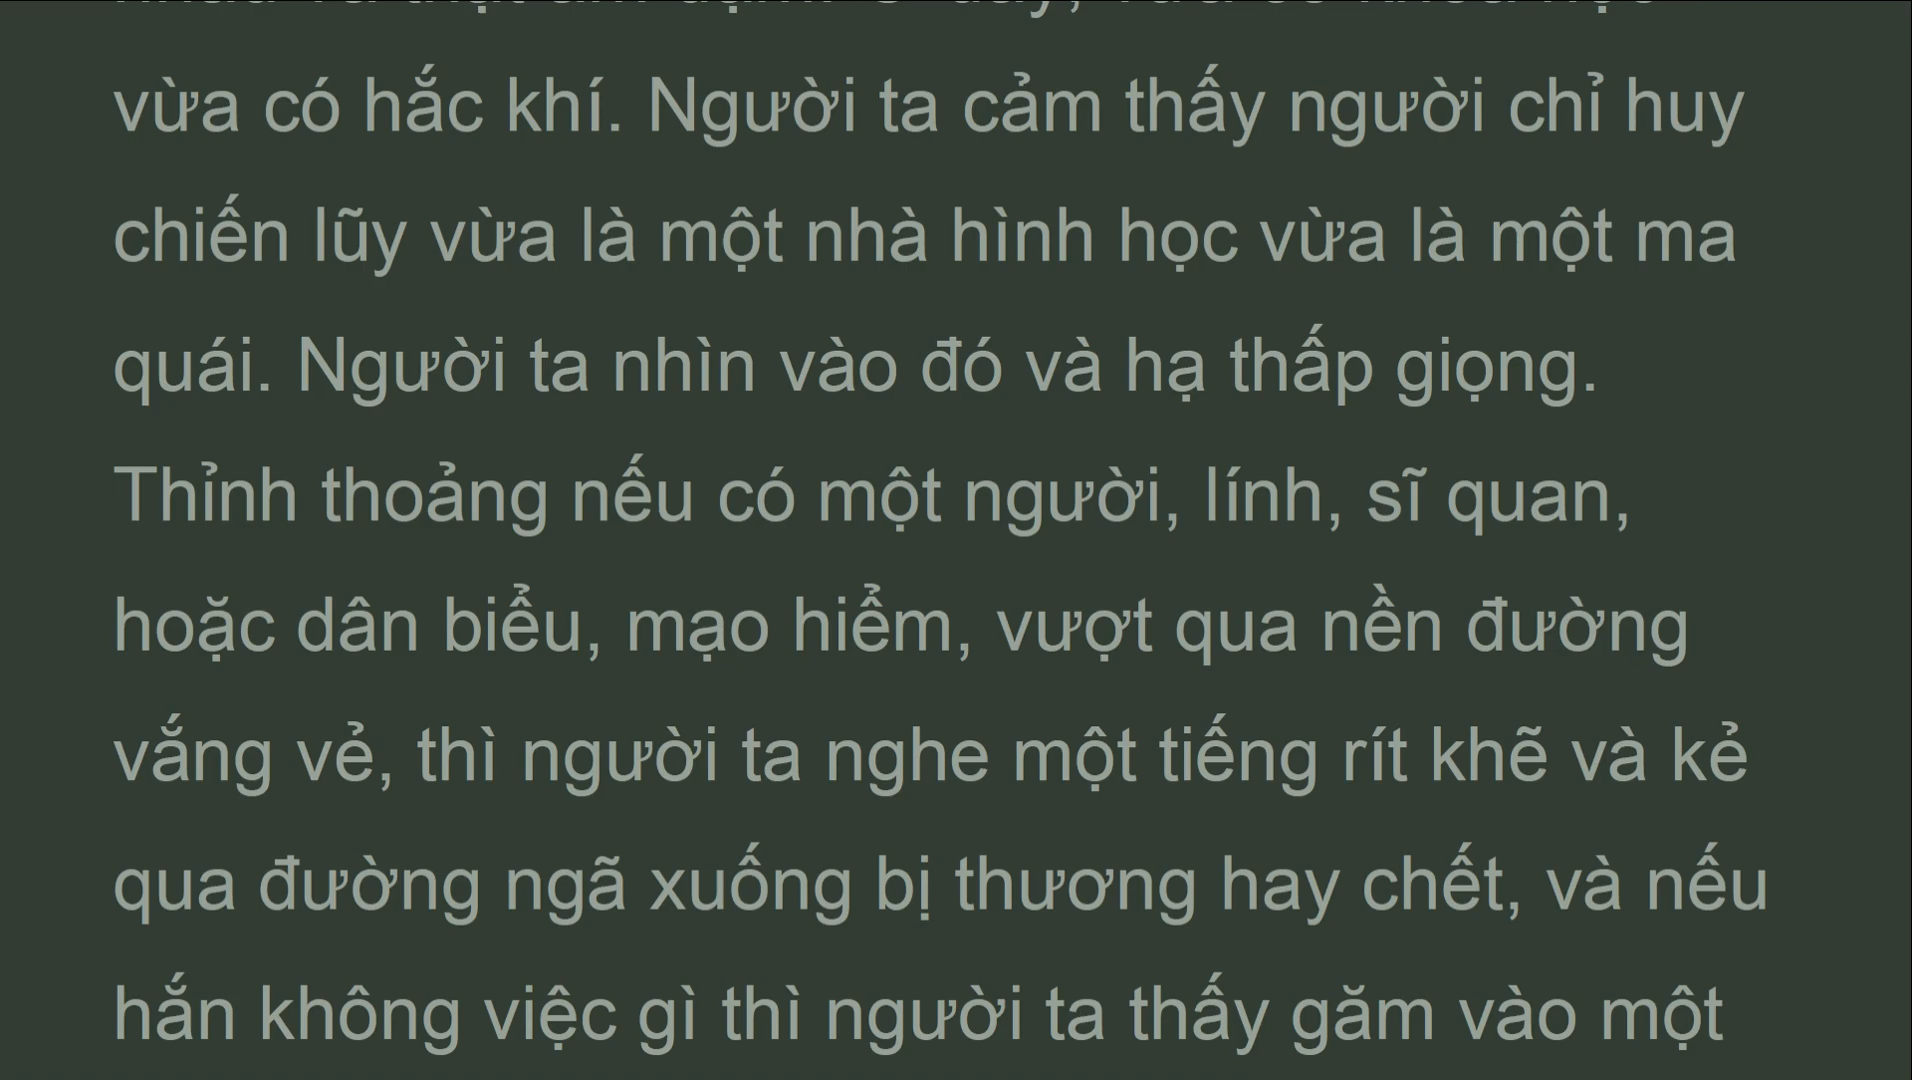 vừa có hắc khí. Người ta cảm thấy người chỉ huy
chiến lũy vừa là một nhà hình học vừa là một ma
quái. Người ta nhìn vào đó và hạ thấp giọng.
Thỉnh thoảng nếu có một người, lính, sĩ quan,
hoặc dân biểu, mạo hiểm, vượt qua nền đường
vắng vẻ, thì người ta nghe một tiếng rít khẽ và kẻ
qua đường ngã xuống bị thương hay chết, và nếu
hắn không việc gì thì người ta thấy găm vào một